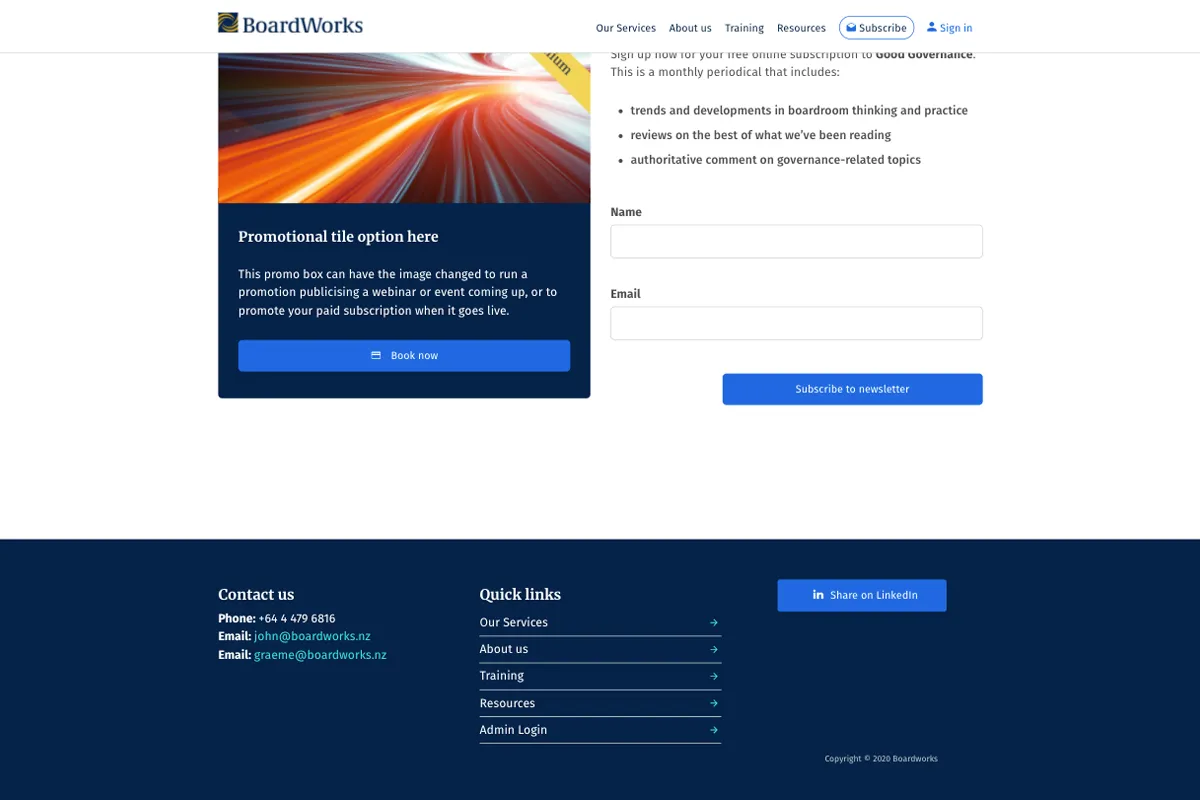 BoardWorks
Our Services
About us
Training
Resources
Subscribe
Sign in
Promotional tile option here
This promo box can have the image changed to run a
promotion publicising a webinar or event coming up, or to
promote your paid subscription when it goes live.
Book now
Sign up now for your free online subscription to Good Governance.
This is a monthly periodical that includes:
• trends and developments in boardroom thinking and practice
• reviews on the best of what we’ve been reading
• authoritative comment on governance-related topics
Name
Email
Subscribe to newsletter
Contact us
Phone: +64 4 479 6816
Email: john@boardworks.nz
Email: graeme@boardworks.nz
Quick links
Our Services
About us
Training
Resources
Admin Login
Share on LinkedIn
Copyright © 2020 Boardworks